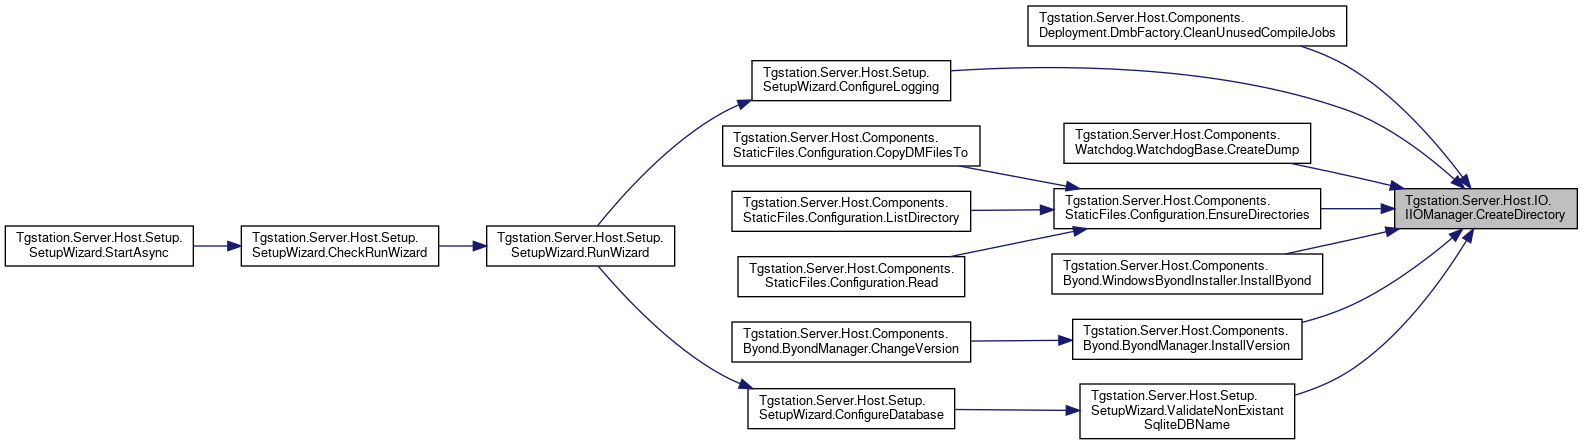 Tgstation.Server.Host.Components.
Deployment.DmbFactory.CleanUnusedCompileJobs
Tgstation.Server.Host.Setup.
SetupWizard.ConfigureLogging
Tgstation.Server.Host.Components.
StaticFiles.Configuration.CopyDMFilesTo
Tgstation.Server.Host.Components.
Watchdog.WatchdogBase.CreateDump
Tgstation.Server.Host.Components.
StaticFiles.Configuration.ListDirectory
Tgstation.Server.Host.Components.
StaticFiles.Configuration.EnsureDirectories
Tgstation.Server.Host.IO.
IIOManager.CreateDirectory
Tgstation.Server.Host.Setup.
SetupWizard.StartAsync
Tgstation.Server.Host.Setup.
SetupWizard.CheckRunWizard
Tgstation.Server.Host.Setup.
SetupWizard.RunWizard
Tgstation.Server.Host.Components.
StaticFiles.Configuration.Read
Tgstation.Server.Host.Components.
Byond.WindowsByondInstaller.InstallByond
Tgstation.Server.Host.Components.
Byond.ByondManager.ChangeVersion
Tgstation.Server.Host.Components.
Byond.ByondManager.InstallVersion
Tgstation.Server.Host.Setup.
SetupWizard.ConfigureDatabase
Tgstation.Server.Host.Setup.
SetupWizard.ValidateNonExistant
SqliteDBName